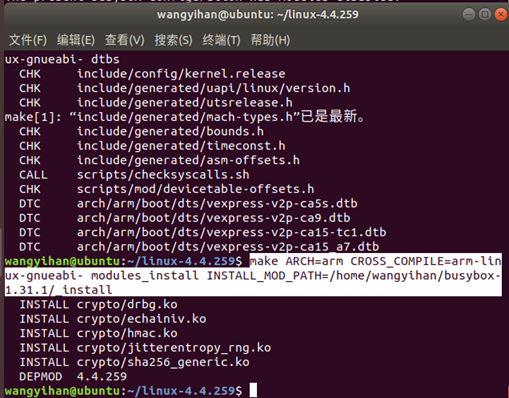 wangyihan@ubuntu: ~/linux-4.4.259
文件(F) 编辑(E) 查看(V) 搜索(S) 终端(T) 帮助(H)
ux-gnueabi- dtbs
CHK include/config/kernel.release
CHK include/generated/uapi/linux/version.h
CHK include/generated/utsrelease.h
make[1]: “include/generated/mach-types.h”已是最新。
CHK include/generated/bounds.h
CHK include/generated/timeconst.h
CHK include/generated/asm-offsets.h
CALL scripts/checksyscalls.sh
CHK scripts/mod/devicetable-offsets.h
DTC arch/arm/boot/dts/vexpress-v2p-ca5s.dtb
DTC arch/arm/boot/dts/vexpress-v2p-ca9.dtb
DTC arch/arm/boot/dts/vexpress-v2p-ca15-tc1.dtb
DTC arch/arm/boot/dts/vexpress-v2p-ca15_a7.dtb
wangyihan@ubuntu:~/linux-4.4.259$ make ARCH=arm CROSS_COMPILE=arm-lin
ux-gnueabi- modules_install INSTALL_MOD_PATH=/home/wangyihan/busybox-
1.31.1/_install
INSTALL crypto/drbg.ko
INSTALL crypto/echainiv.ko
INSTALL crypto/hmac.ko
INSTALL crypto/jitterentropy_rng.ko
INSTALL crypto/sha256_generic.ko
DEPMOD 4.4.259
wangyihan@ubuntu:~/linux-4.4.259$